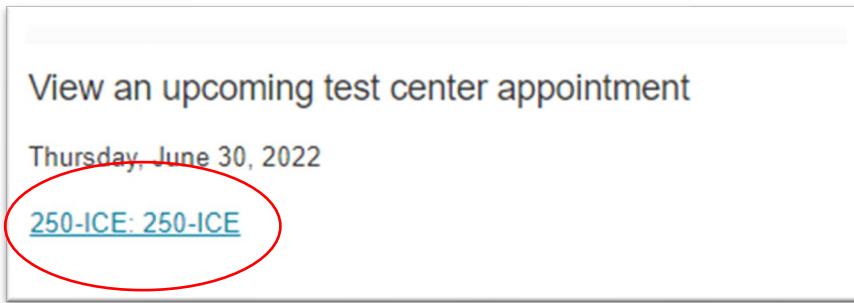 View an upcoming test center appointment
Thursday, June 30, 2022
250-ICE: 250-ICE